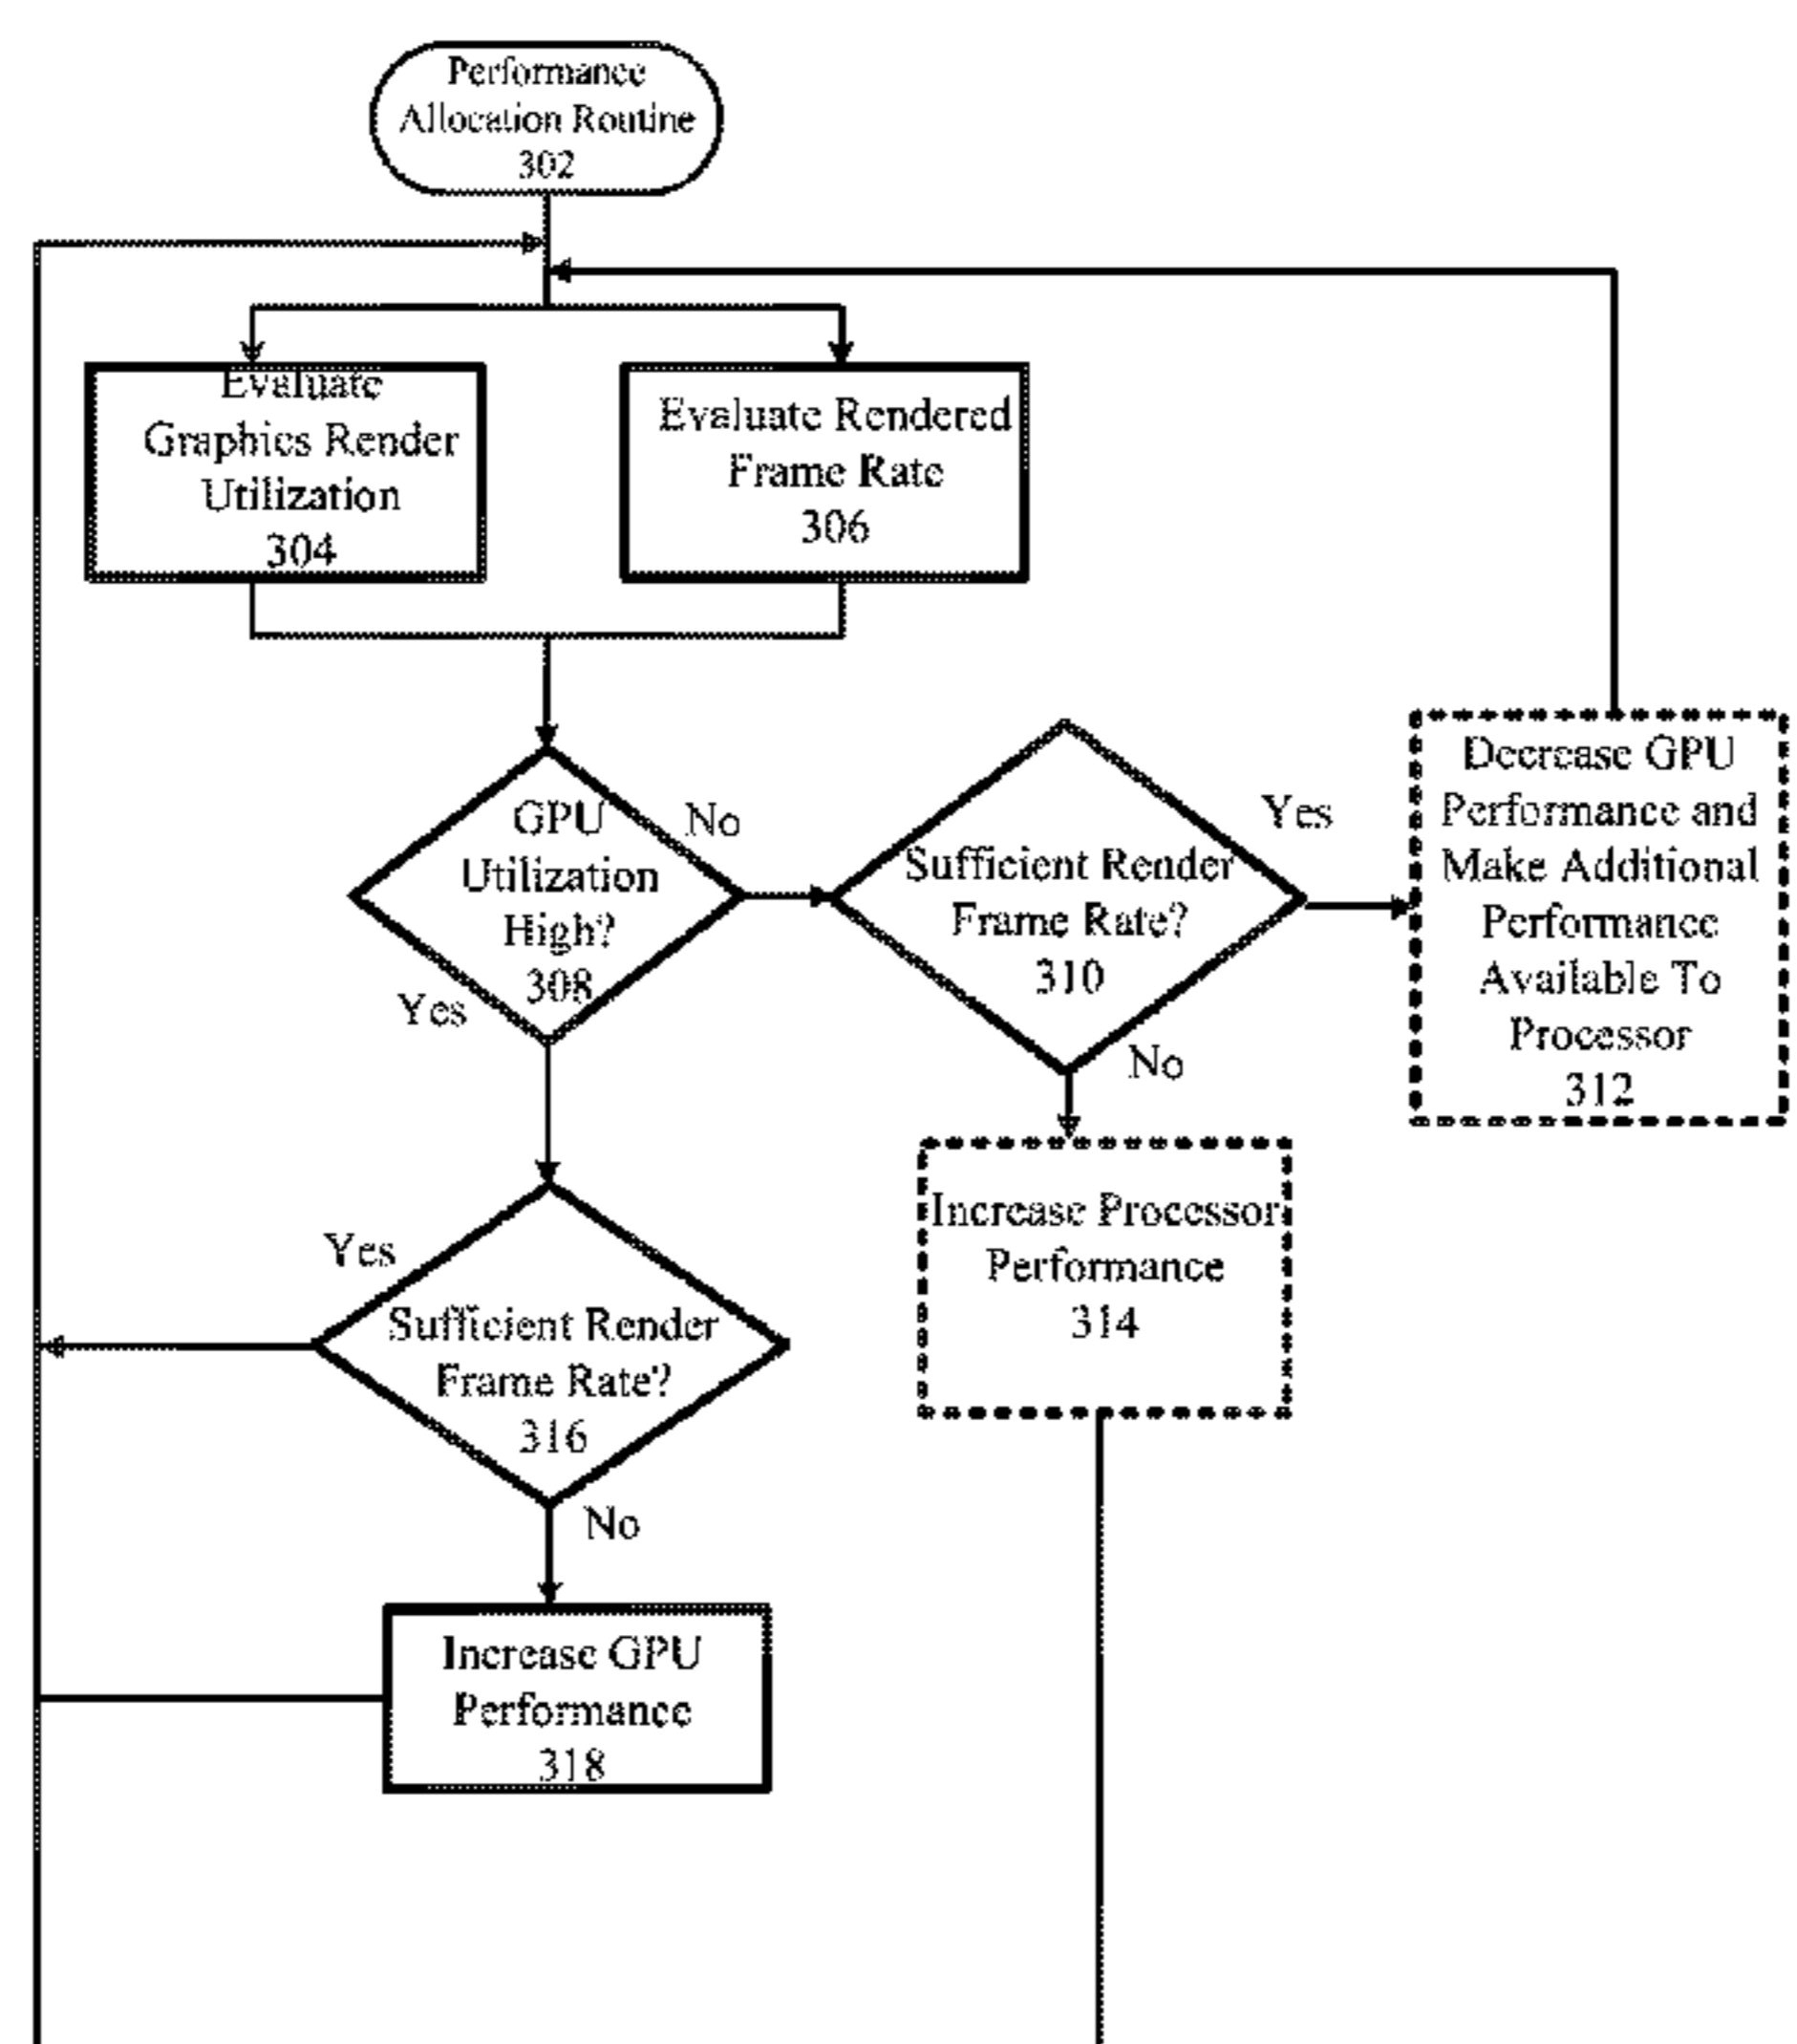 Performance
Allocation Routine
302
Evaluate
Graphics Render
Utilization
304
Evaluate Rendered
Frame Rate
306
GPU
Utilization
High?
308
No
Yes
Sufficient Render
Frame Rate?
310
Yes
No
Decrease GPU
Performance and
Make Additional
Performance
Available To
Processor
312
Increase Processor
Performance
314
Yes
Sufficient Render
Frame Rate?
316
No
Increase GPU
Performance
318